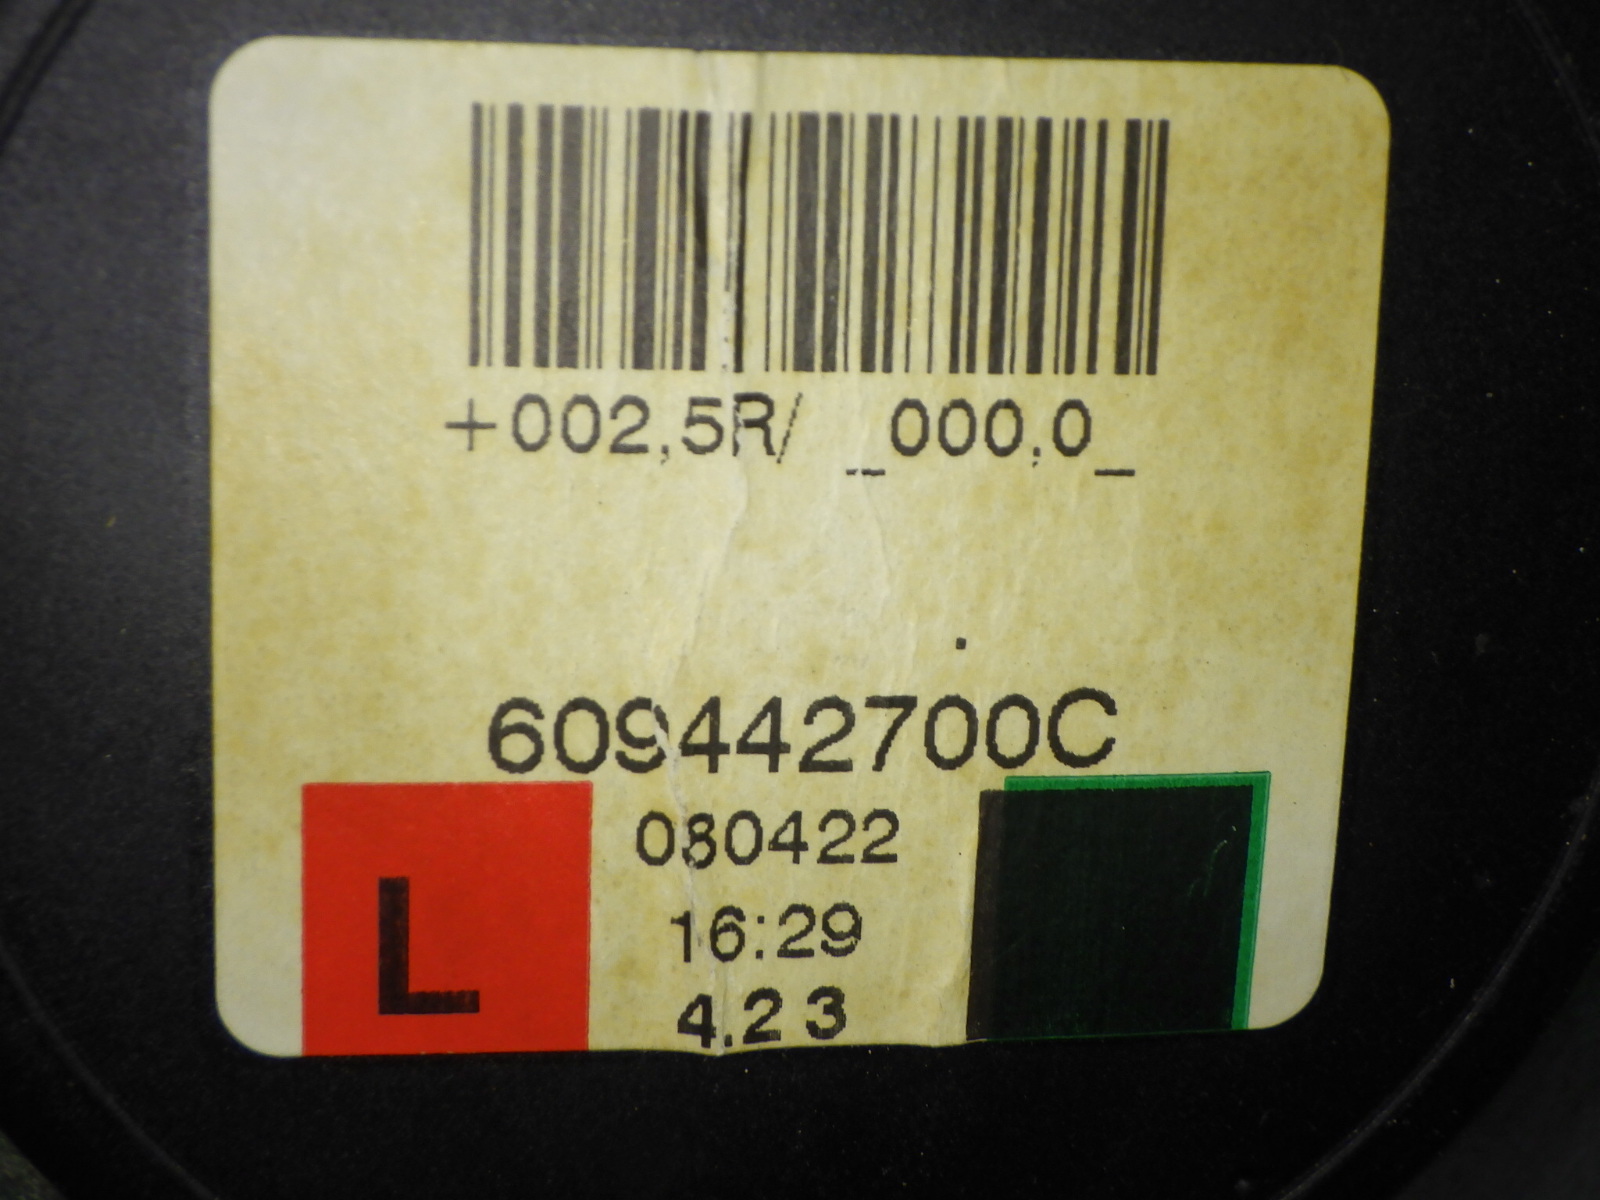 +002,5R/ _000,0_
609442700C
080422
L
16:29
4.23